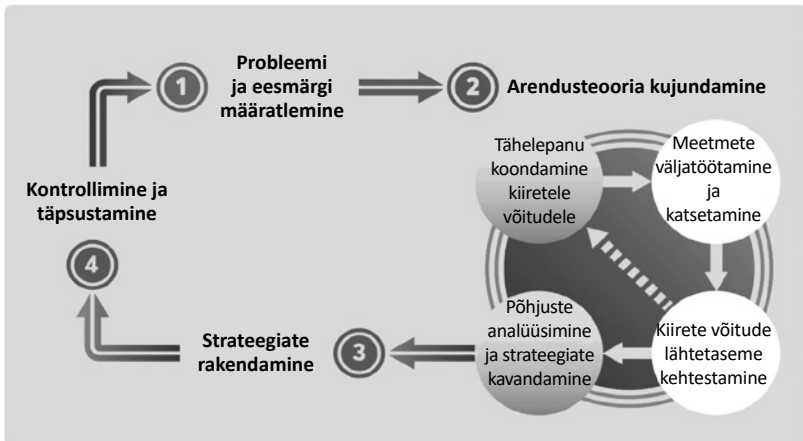 1
Probleemi
ja eesmärgi
määratlemine
2
Arendusteooria kujundamine
Tähelepanu
koondamine
kiiretele
võitudele
Meetmete
väljatöötamine
ja
katsetamine
Kiirete võitude
lähtetaseme
kehtestamine
Põhjuste
analüüsimine
ja strateegiate
kavandamine
3
Strateegiate
rakendamine
4
Kontrollimine ja
täpsustamine